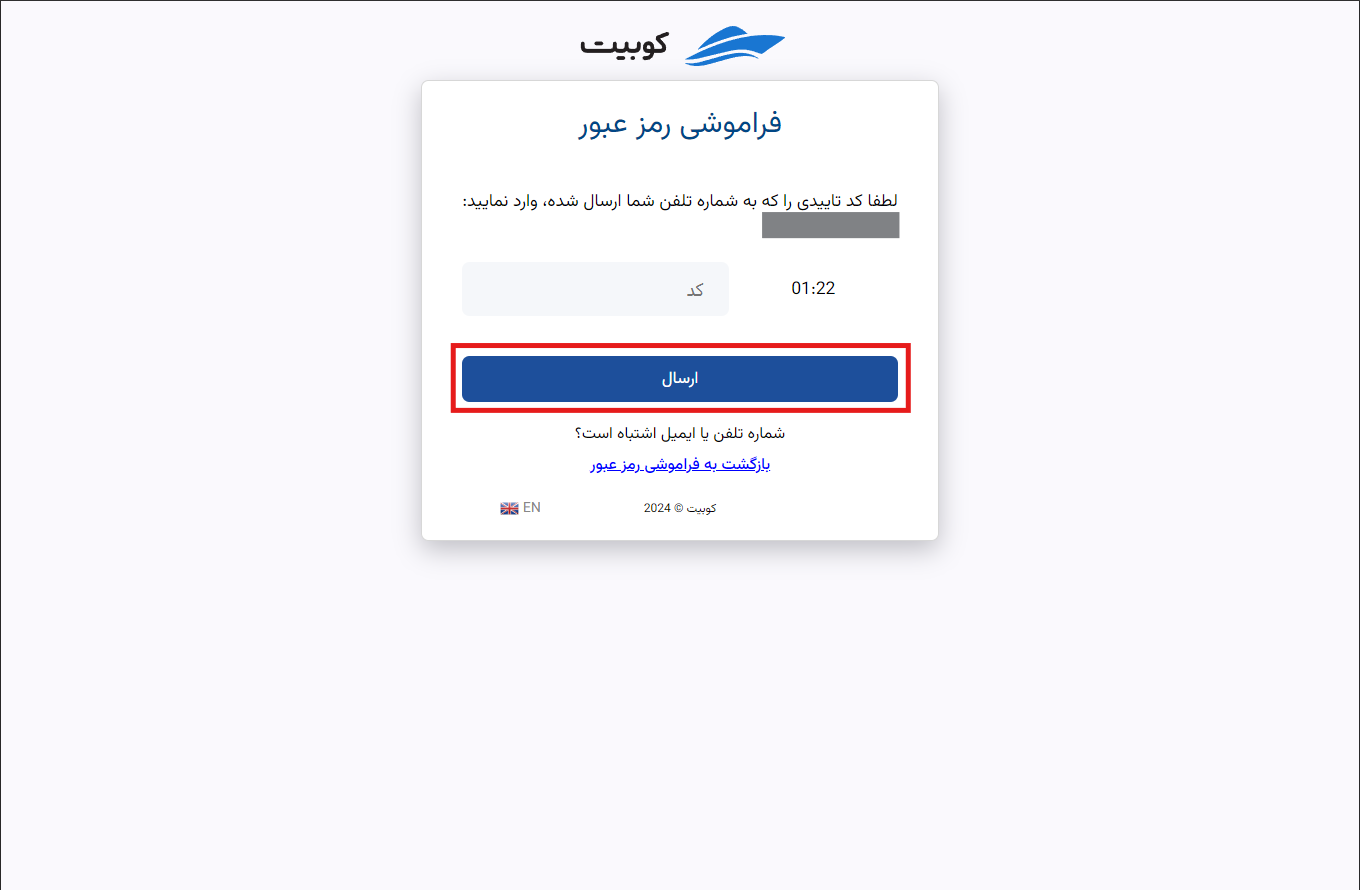 کوبیت
فراموشی رمز عبور
لطفا کد تاییدی را که به شماره تلفن شما ارسال شده، وارد نمایید:
01:22
کد
ارسال
شماره تلفن یا ایمیل اشتباه است؟
بازگشت به فراموشی رمز عبور
کوبیت © 2024
EN